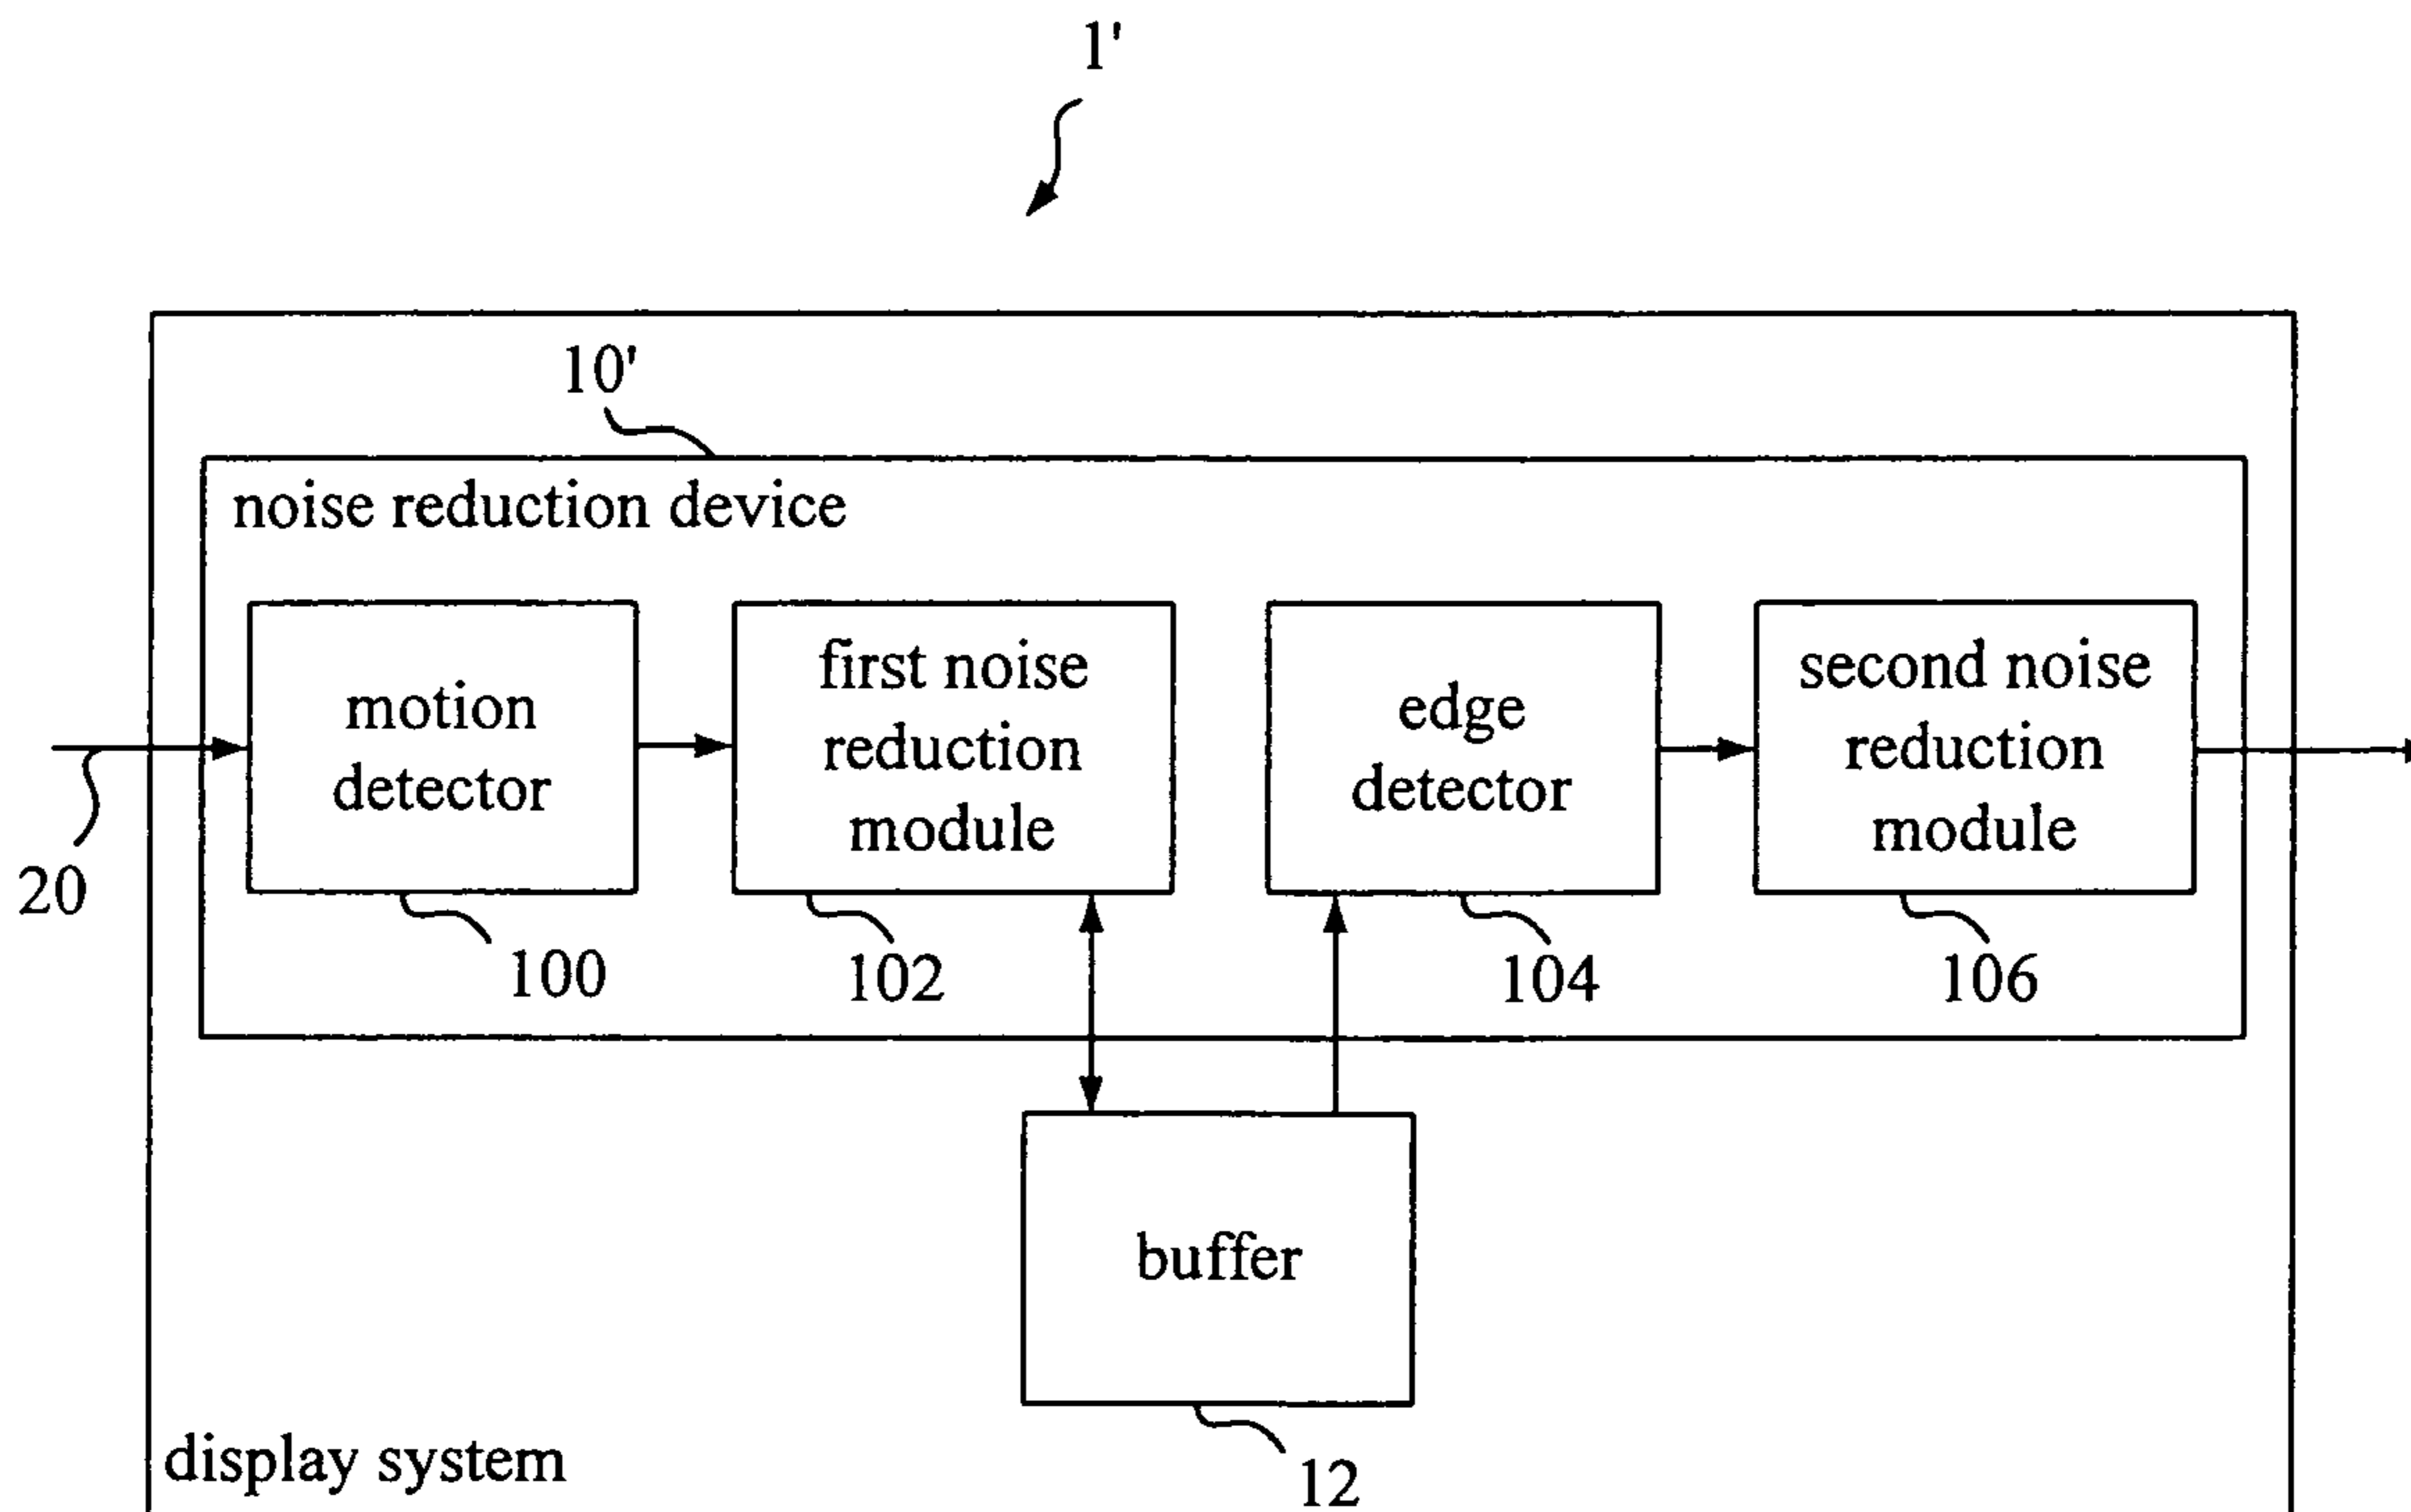 1'
10'
noise reduction device
motion
detector
first noise
reduction
module
edge
detector
second noise
reduction
module
20
100
102
104
106
buffer
display system
12